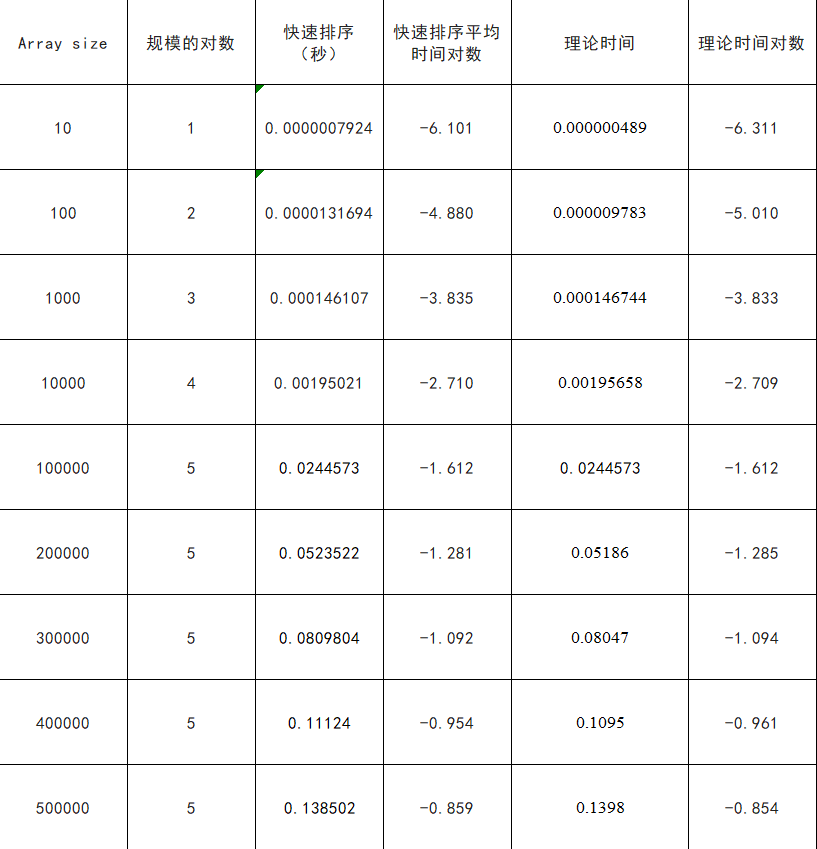 Array size 规模的对数 快速排序（秒） 快速排序平均时间对数 理论时间 理论时间对数
10 1 0.0000007924 -6.101 0.000000489 -6.311
100 2 0.0000131694 -4.880 0.000009783 -5.010
1000 3 0.000146107 -3.835 0.000146744 -3.833
10000 4 0.00195021 -2.710 0.00195658 -2.709
100000 5 0.0244573 -1.612 0.0244573 -1.612
200000 5 0.0523522 -1.281 0.05186 -1.285
300000 5 0.0809804 -1.092 0.08047 -1.094
400000 5 0.11124 -0.954 0.1095 -0.961
500000 5 0.138502 -0.859 0.1398 -0.854